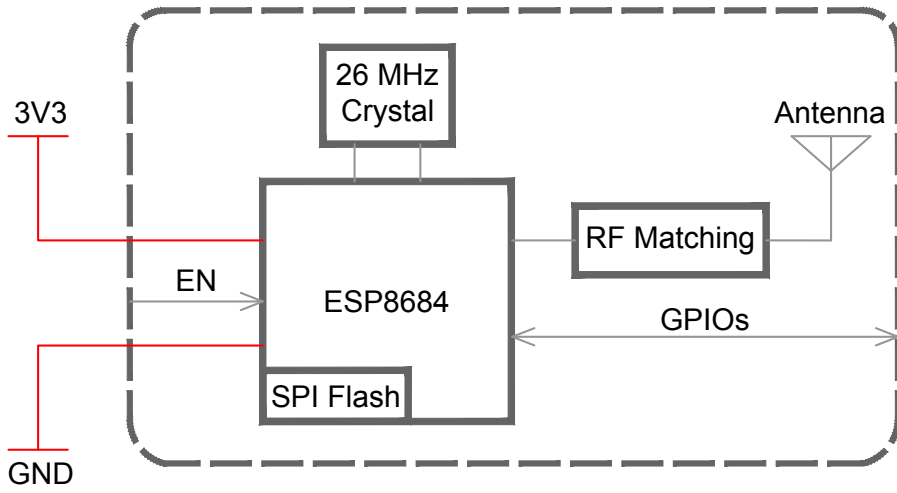 26 MHz
Crystal
3V3
Antenna
RF Matching
EN
ESP8684
GPIOs
SPI Flash
GND